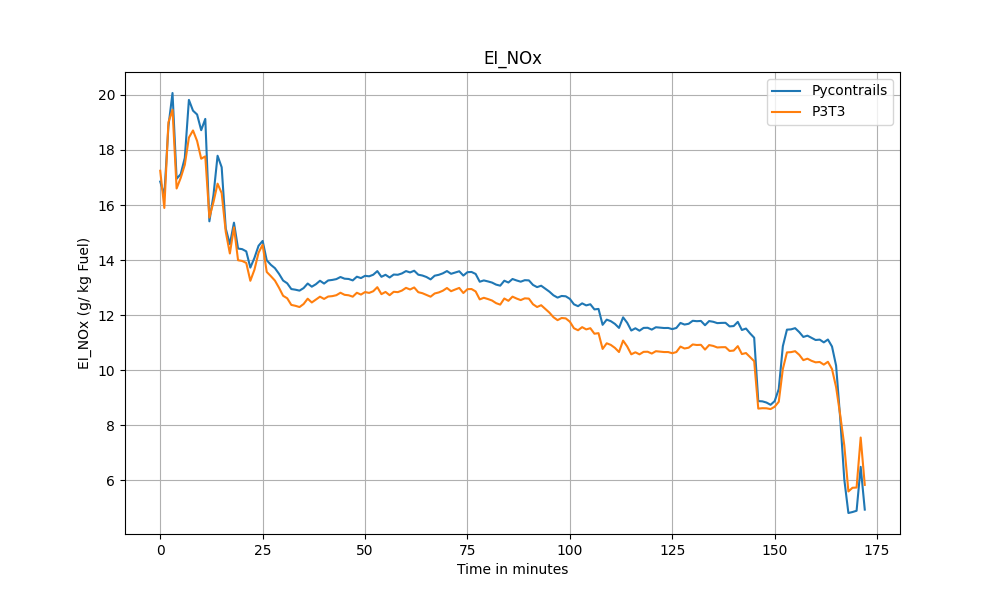 EI_NOx
Pycontrails
P3T3
EI_NOx (g/ kg Fuel)
20
18
16
14
12
10
8
6
0 25 50 75 100 125 150 175
Time in minutes